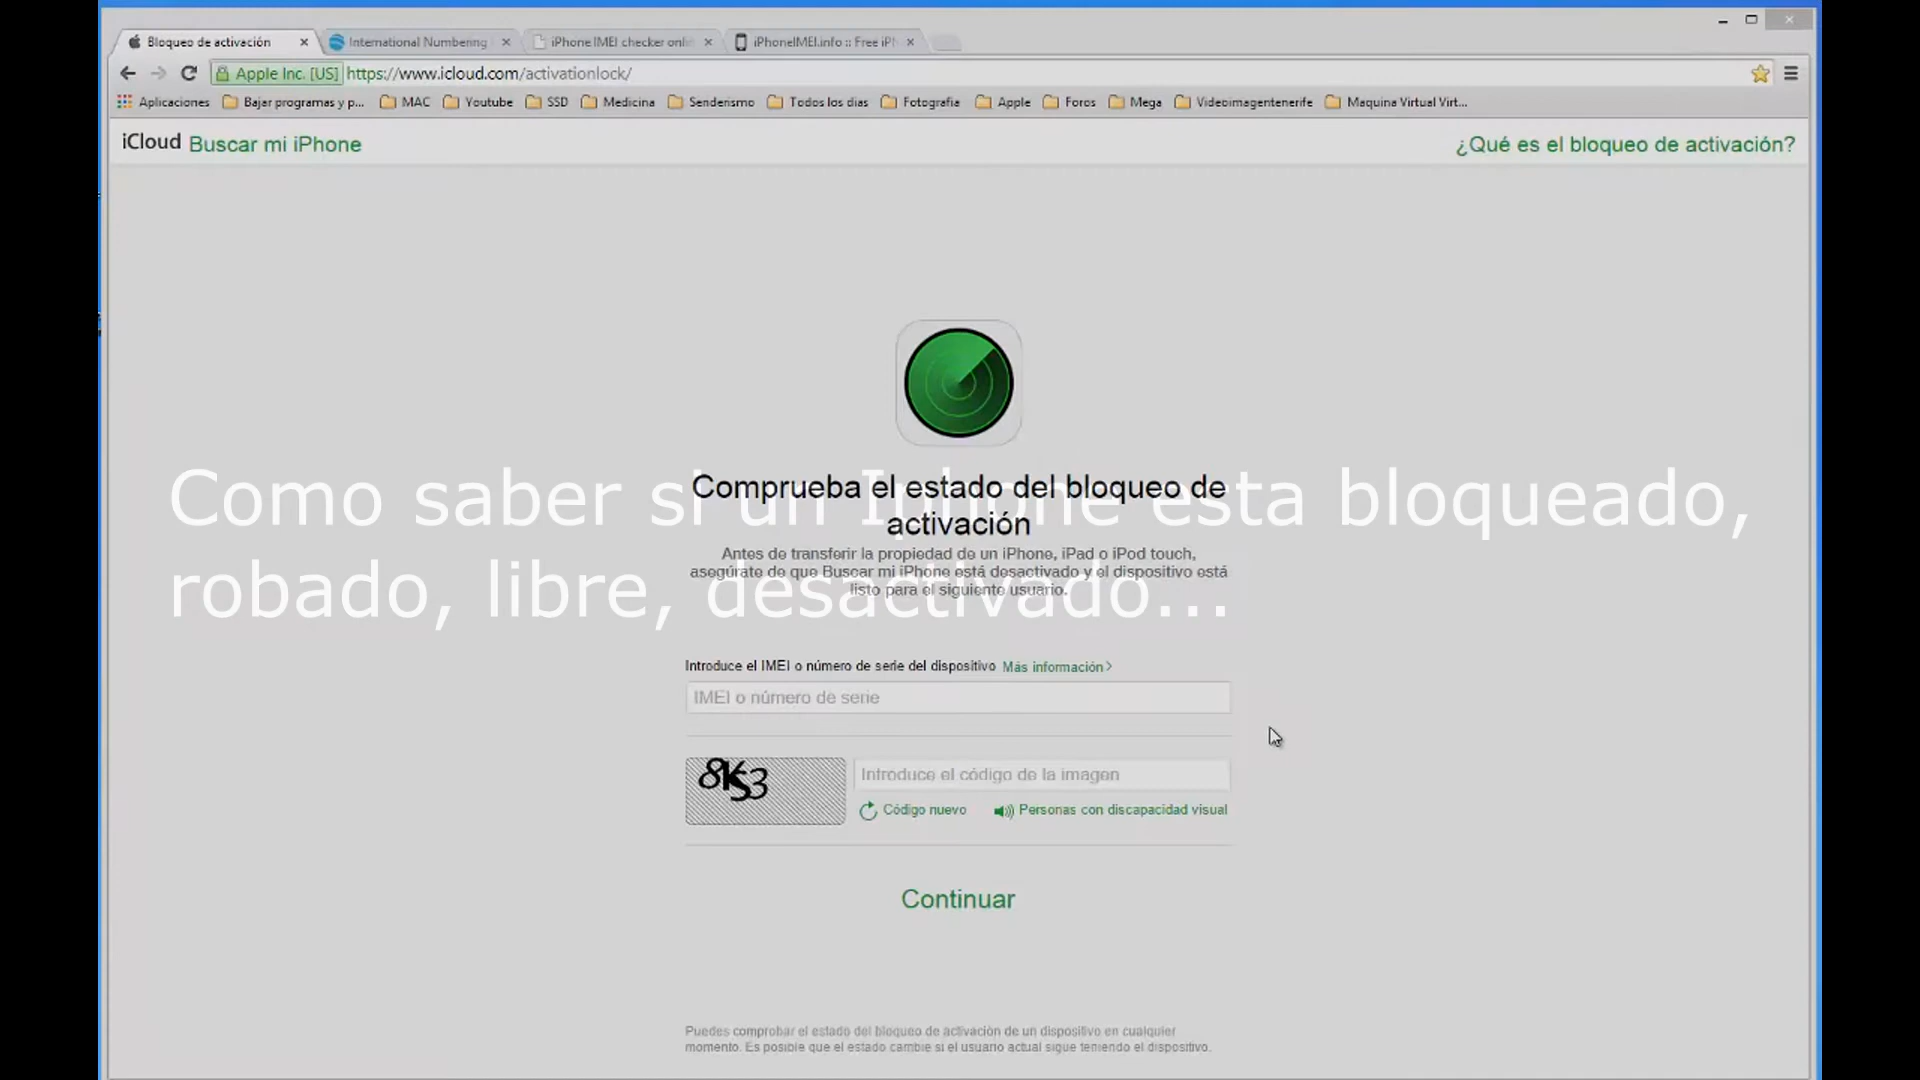 Bloqueo de activación
International Numbering
iPhone IMEI checker onli
iPhoneIMEI.info :: Free iPh
Apple Inc. [US] https://www.icloud.com/activationlock/
Aplicaciones Bajar programas y p... MAC Youtube SSD Medicina Senderismo Todos los dias Fotografia Apple Foros Mega Videoimagentenerife Maquina Virtual Virt...
iCloud Buscar mi iPhone
¿Qué es el bloqueo de activación?
Como saber si un Iphone esta bloqueado,
robado, libre, desactivado...
Comprueba el estado del bloqueo de
activación
Antes de transferir la propiedad de un iPhone, iPad o iPod touch,
asegúrate de que Buscar mi iPhone está desactivado y el dispositivo está
listo para el siguiente usuario.
Introduce el IMEI o número de serie del dispositivo Más información
IMEI o número de serie
8KS3
Introduce el código de la imagen
Código nuevo Personas con discapacidad visual
Continuar
Puedes comprobar el estado del bloqueo de activación de un dispositivo en cualquier
momento. Es posible que el estado cambie si el usuario actual sigue teniendo el dispositivo.